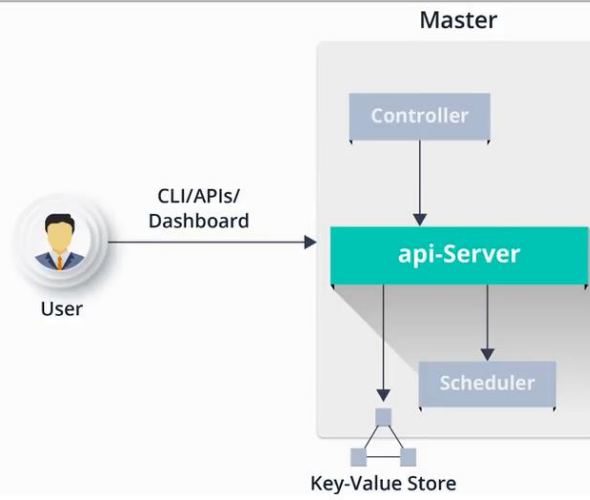 Master
Controller
CLI/APIs/
Dashboard
api-Server
User
Scheduler
Key-Value Store